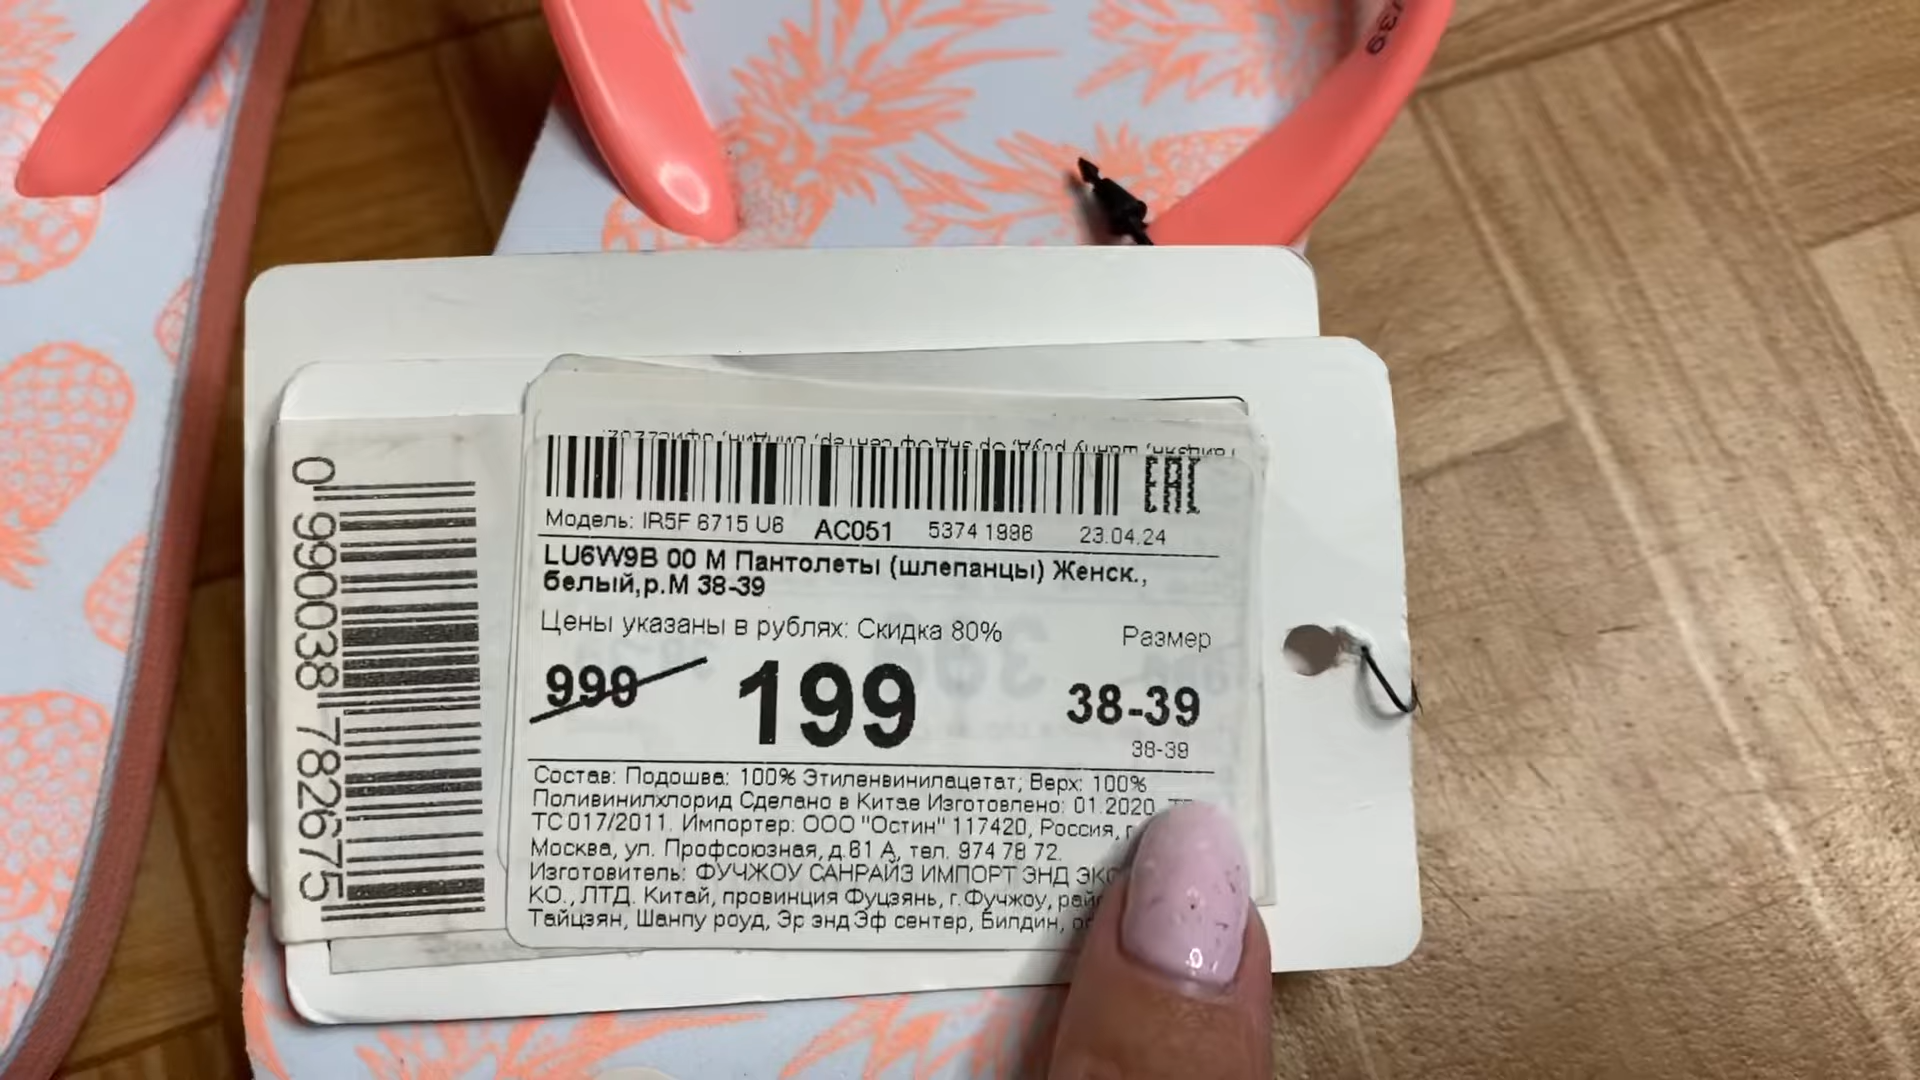 /39
EAC
Модель: IR5F 6715 U6 AC051 5374 1996 23.04.24
LU6W9B 00 M Пантолеты (шлепанцы) Женск.,
белый,р.M 38-39
Цены указаны в рублях: Скидка 80% Размер
999 199 38-39
38-39
Состав: Подошва: 100% Этиленвинилацетат; Верх: 100%
Поливинилхлорид Сделано в Китае Изготовлено: 01.2020
ТС 017/2011. Импортер: ООО "Остин" 117420, Россия, г
Москва, ул. Профсоюзная, д.61 А, тел. 974 78 72.
Изготовитель: ФУЧЖОУ САНРАЙЗ ИМПОРТ ЭНД
КО., ЛТД. Китай, провинция Фуцзянь, г.Фучжоу,
Тайцзян, Шанпу роуд, Эр энд Эф сентер, Билдин,
0 990038 782675